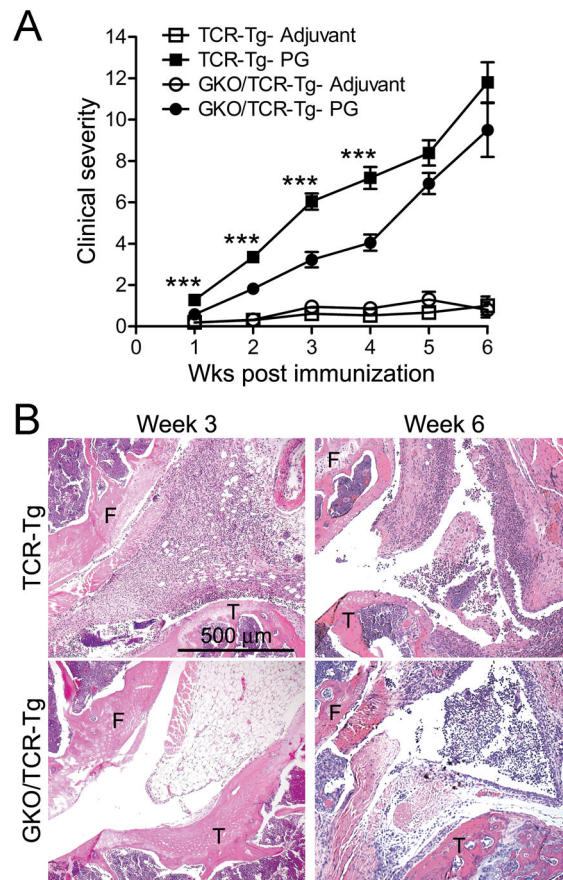 A
TCR-Tg- Adjuvant
TCR-Tg- PG
GKO/TCR-Tg- Adjuvant
GKO/TCR-Tg- PG
Clinical severity
14
12
10
8
6
4
2
0
***
***
***
***
0 1 2 3 4 5 6
Wks post immunization
B
Week 3 Week 6
TCR-Tg
F
T
500 µm
F
T
GKO/TCR-Tg
F
T
F
T